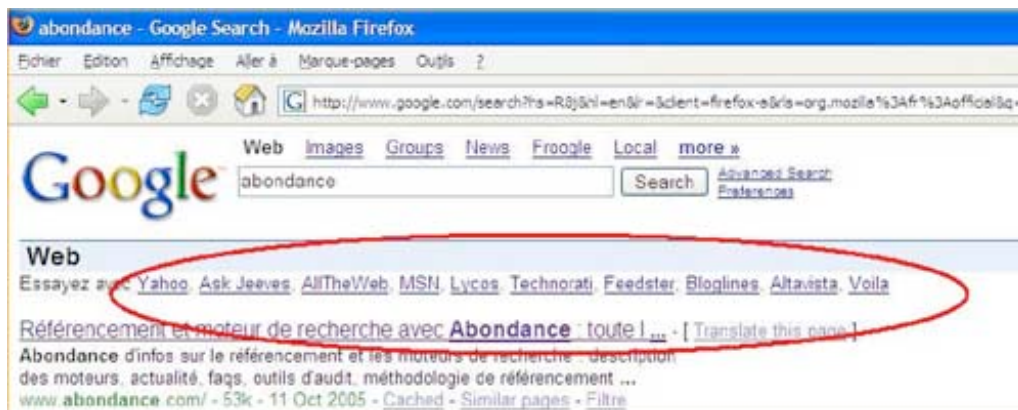 abondance - Google Search - Mozilla Firefox
Fichier Edition Affichage Aller à Marque-pages Outils ?
G http://www.google.com/search?hs=R8j&hl=en&lr=&client=firefox-a&rls=org.mozilla%3Afr%3Aofficial&q=
Web Images Groups News Froogle Local more »
Google abondance Search Advanced Search
Preferences
Web
Essayez avec Yahoo, Ask Jeeves, AllTheWeb, MSN, Lycos, Technorati, Feedster, Bloglines, Altavista, Voila
Référencement et moteur de recherche avec Abondance : toute l ... - [ Translate this page ]
Abondance d'infos sur le référencement et les moteurs de recherche : description
des moteurs, actualité, faqs, outils d'audit, méthodologie de référencement ...
www.abondance.com/ - 53k - 11 Oct 2005 - Cached - Similar pages - Filtre